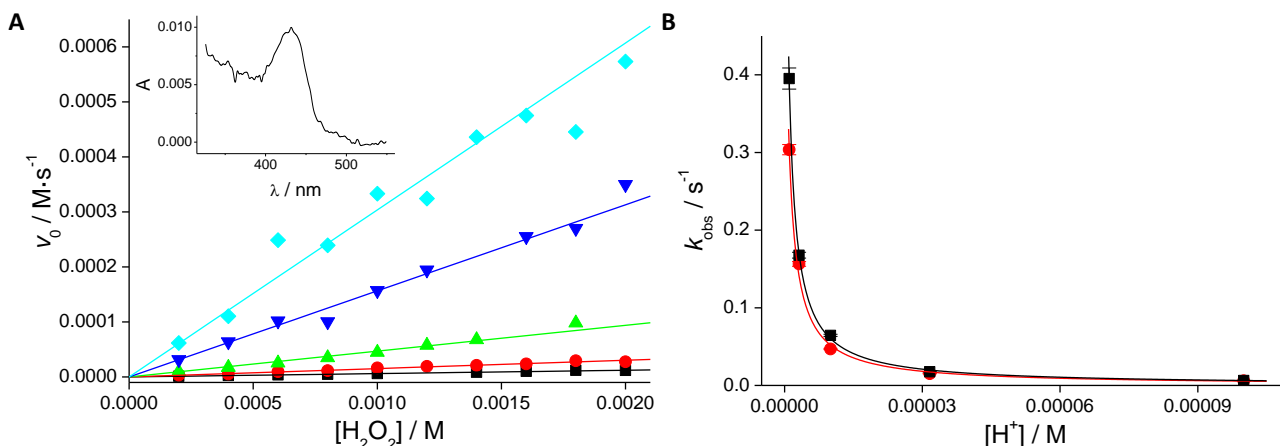 A
B
v₀ / M·s⁻¹
0.0006
0.0005
0.0004
0.0003
0.0002
0.0001
0.0000
0.0000 0.0005 0.0010 0.0015 0.0020
[H₂O₂] / M
A
0.010
0.005
0.000
400 500
λ / nm
k_obs / s⁻¹
0.4
0.3
0.2
0.1
0.0
0.00000 0.00003 0.00006 0.00009
[H⁺] / M